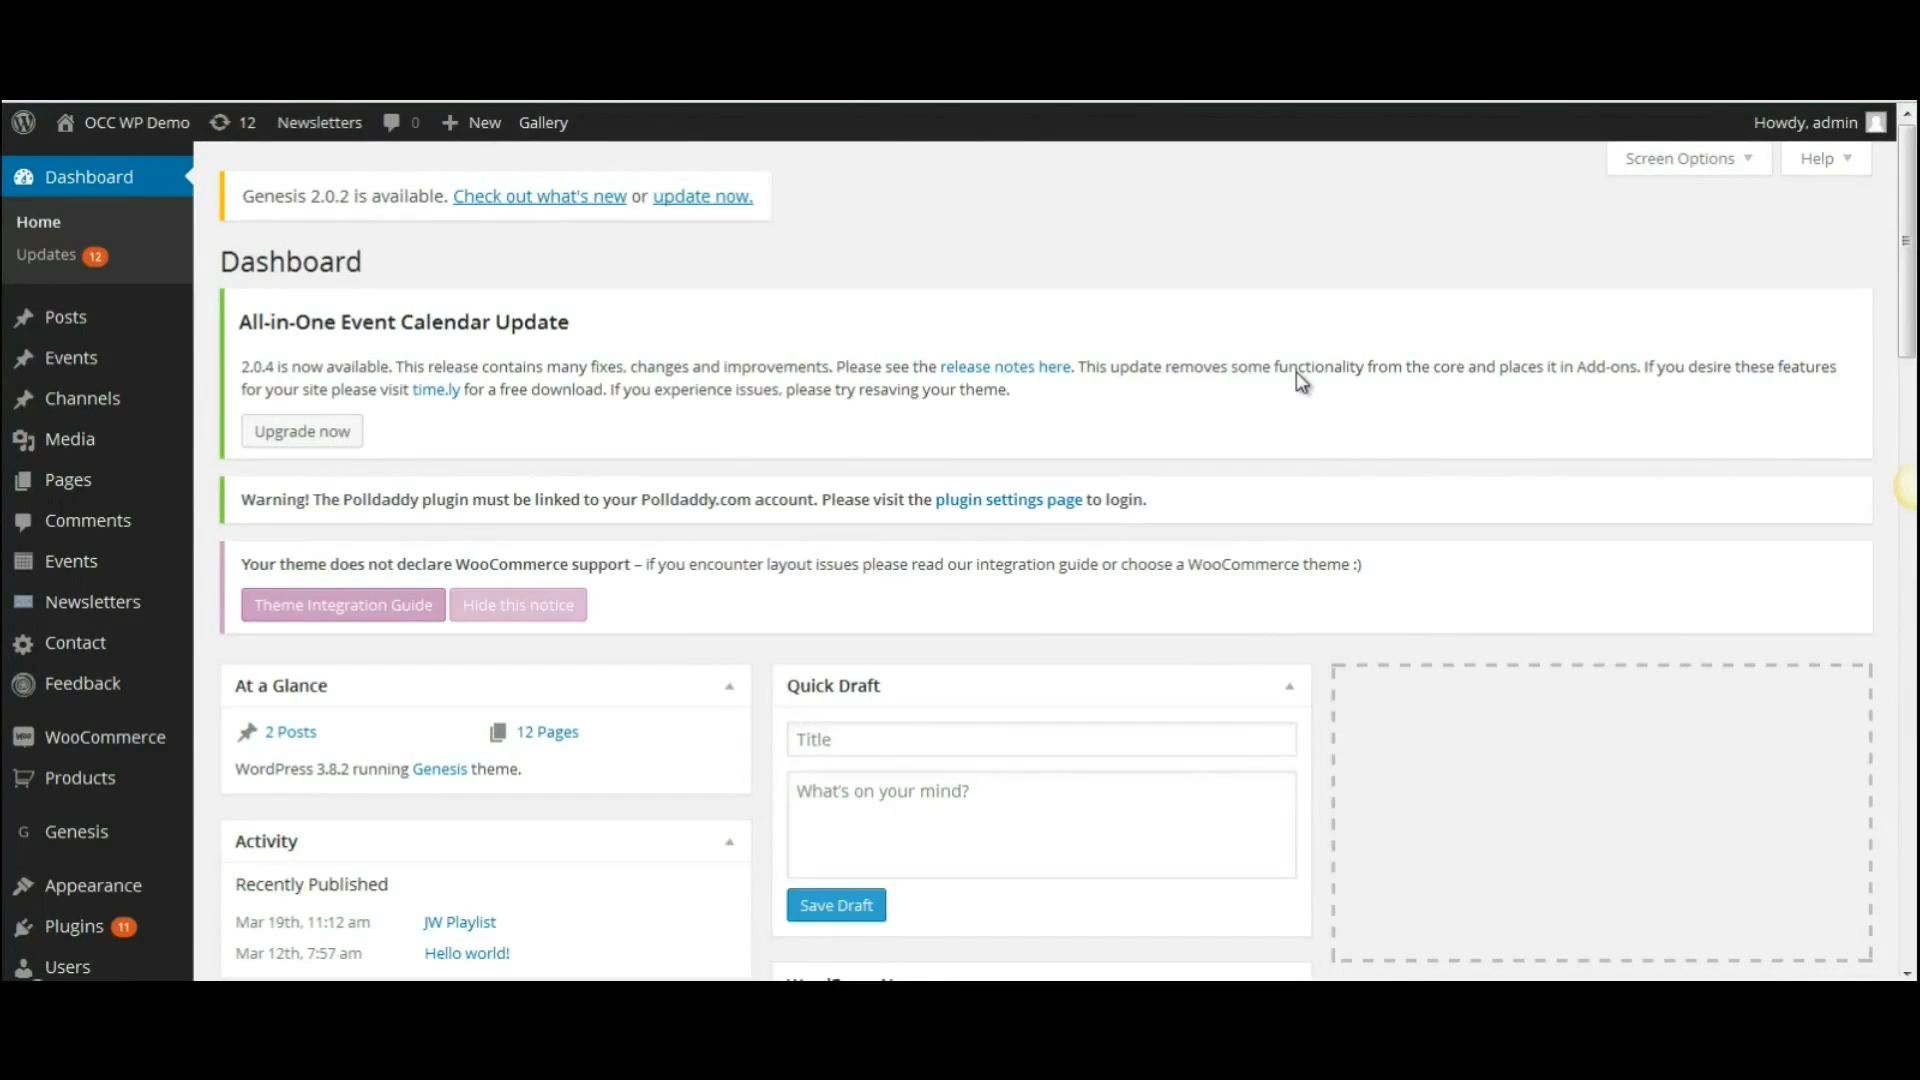 OCC WP Demo 12 Newsletters 0 New Gallery Howdy, admin
Screen Options Help
Dashboard
Home
Updates 12
Posts
Events
Channels
Media
Pages
Comments
Events
Newsletters
Contact
Feedback
WooCommerce
Products
Genesis
Appearance
Plugins 11
Users
Genesis 2.0.2 is available. Check out what's new or update now.
Dashboard
All-in-One Event Calendar Update
2.0.4 is now available. This release contains many fixes, changes and improvements. Please see the release notes here. This update removes some functionality from the core and places it in Add-ons. If you desire these features
for your site please visit time.ly for a free download. If you experience issues, please try resaving your theme.
Upgrade now
Warning! The Polldaddy plugin must be linked to your Polldaddy.com account. Please visit the plugin settings page to login.
Your theme does not declare WooCommerce support – if you encounter layout issues please read our integration guide or choose a WooCommerce theme :)
Theme Integration Guide Hide this notice
At a Glance
2 Posts 12 Pages
WordPress 3.8.2 running Genesis theme.
Activity
Recently Published
Mar 19th, 11:12 am JW Playlist
Mar 12th, 7:57 am Hello world!
Quick Draft
Title
What's on your mind?
Save Draft